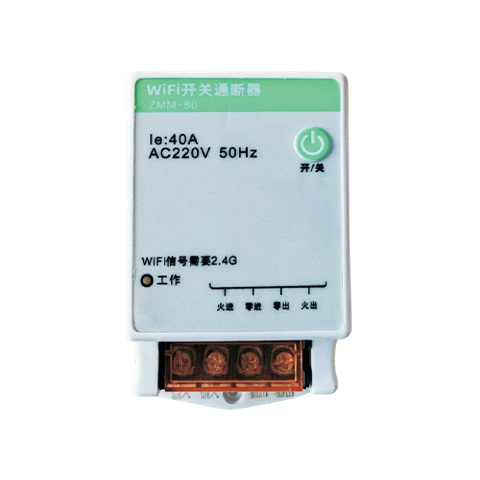 WiFi开关通断器
ZMM-80
Ie:40A
AC220V 50Hz
开/关
WIFI信号需要2.4G
工作
火进 零进 零出 火出